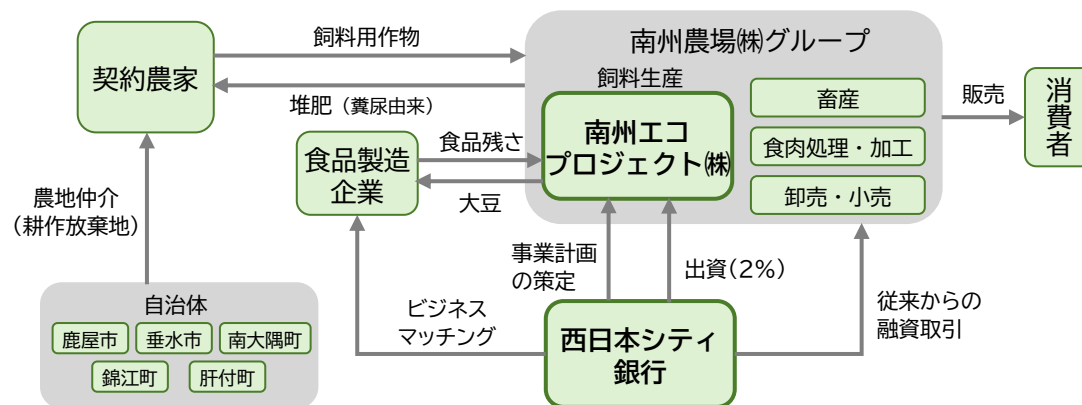 契約農家
飼料用作物
堆肥（糞尿由来）
南州農場㈱グループ
飼料生産
南州エコ
プロジェクト㈱
畜産
食肉処理・加工
卸売・小売
販売
消費者
食品製造
企業
食品残さ
大豆
農地仲介
（耕作放棄地）
事業計画
の策定
出資（2％）
従来からの
融資取引
ビジネス
マッチング
西日本シティ
銀行
自治体
鹿屋市 垂水市 南大隅町
錦江町 肝付町